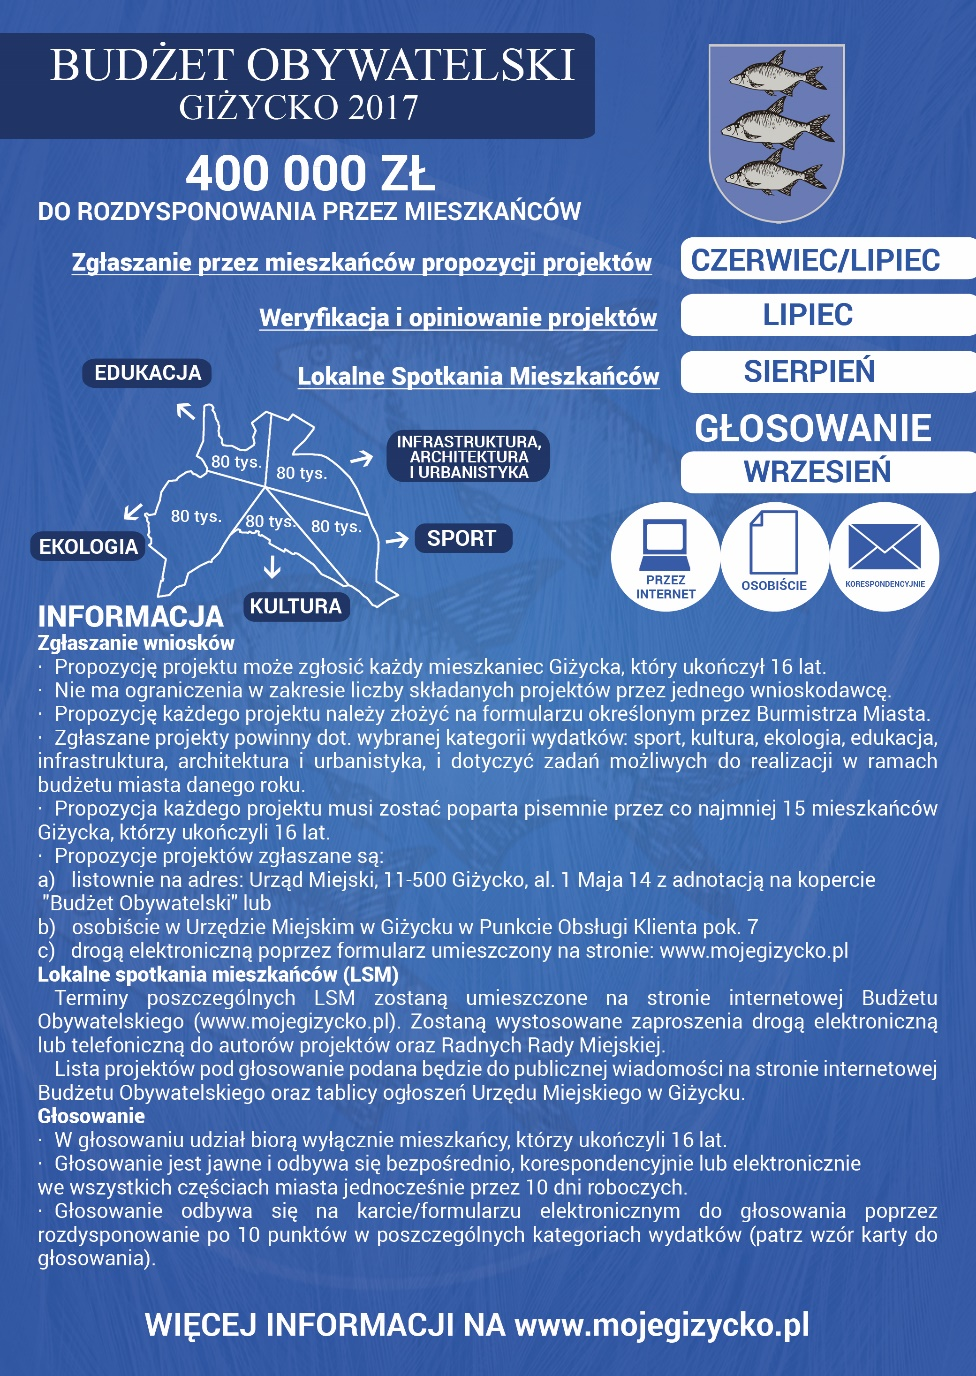 BUDŻET OBYWATELSKI
GIŻYCKO 2017
400 000 ZŁ
DO ROZDYSPONOWANIA PRZEZ MIESZKAŃCÓW
Zgłaszanie przez mieszkańców propozycji projektów
CZERWIEC/LIPIEC
Weryfikacja i opiniowanie projektów
LIPIEC
Lokalne Spotkania Mieszkańców
SIERPIEŃ
GŁOSOWANIE
WRZESIEŃ
PRZEZ
INTERNET
OSOBIŚCIE
KORESPONDENCYJNIE
EDUKACJA
INFRASTRUKTURA,
ARCHITEKTURA
I URBANISTYKA
80 tys.
80 tys.
80 tys.
80 tys.
80 tys.
EKOLOGIA
SPORT
KULTURA
INFORMACJA
Zgłaszanie wniosków
· Propozycję projektu może zgłosić każdy mieszkaniec Giżycka, który ukończył 16 lat.
· Nie ma ograniczenia w zakresie liczby składanych projektów przez jednego wnioskodawcę.
· Propozycję każdego projektu należy złożyć na formularzu określonym przez Burmistrza Miasta.
· Zgłaszane projekty powinny dot. wybranej kategorii wydatków: sport, kultura, ekologia, edukacja,
infrastruktura, architektura i urbanistyka, i dotyczyć zadań możliwych do realizacji w ramach
budżetu miasta danego roku.
· Propozycja każdego projektu musi zostać poparta pisemnie przez co najmniej 15 mieszkańców
Giżycka, którzy ukończyli 16 lat.
· Propozycje projektów zgłaszane są:
a) listownie na adres: Urząd Miejski, 11-500 Giżycko, al. 1 Maja 14 z adnotacją na kopercie
"Budżet Obywatelski" lub
b) osobiście w Urzędzie Miejskim w Giżycku w Punkcie Obsługi Klienta pok. 7
c) drogą elektroniczną poprzez formularz umieszczony na stronie: www.mojegizycko.pl
Lokalne spotkania mieszkańców (LSM)
Terminy poszczególnych LSM zostaną umieszczone na stronie internetowej Budżetu
Obywatelskiego (www.mojegizycko.pl). Zostaną wystosowane zaproszenia drogą elektroniczną
lub telefoniczną do autorów projektów oraz Radnych Rady Miejskiej.
Lista projektów pod głosowanie podana będzie do publicznej wiadomości na stronie internetowej
Budżetu Obywatelskiego oraz tablicy ogłoszeń Urzędu Miejskiego w Giżycku.
Głosowanie
· W głosowaniu udział biorą wyłącznie mieszkańcy, którzy ukończyli 16 lat.
· Głosowanie jest jawne i odbywa się bezpośrednio, korespondencyjnie lub elektronicznie
we wszystkich częściach miasta jednocześnie przez 10 dni roboczych.
· Głosowanie odbywa się na karcie/formularzu elektronicznym do głosowania poprzez
rozdysponowanie po 10 punktów w poszczególnych kategoriach wydatków (patrz wzór karty do
głosowania).
WIĘCEJ INFORMACJI NA www.mojegizycko.pl